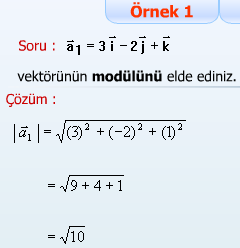 Örnek 1
Soru : a⃗₁ = 3 i⃗ − 2 j⃗ + k⃗
vektörünün modülünü elde ediniz.
Çözüm :
|a⃗₁| = √((3)² + (−2)² + (1)²)
= √(9 + 4 + 1)
= √10